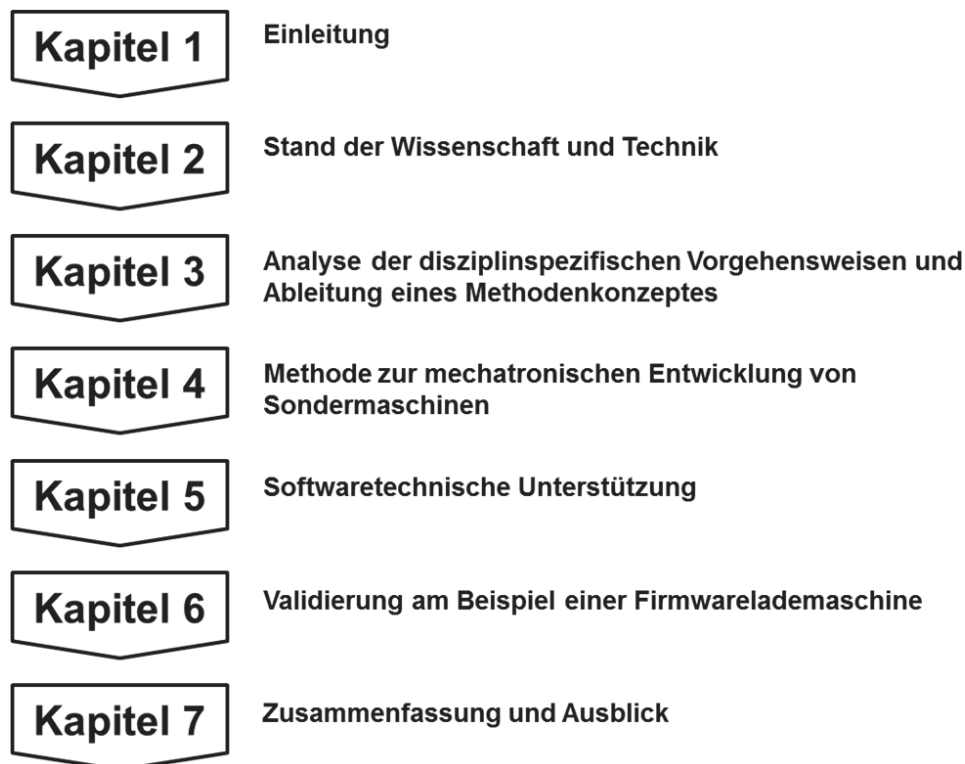 Kapitel 1
Einleitung
Kapitel 2
Stand der Wissenschaft und Technik
Kapitel 3
Analyse der disziplinspezifischen Vorgehensweisen und
Ableitung eines Methodenkonzeptes
Kapitel 4
Methode zur mechatronischen Entwicklung von
Sondermaschinen
Kapitel 5
Softwaretechnische Unterstützung
Kapitel 6
Validierung am Beispiel einer Firmwarelademaschine
Kapitel 7
Zusammenfassung und Ausblick